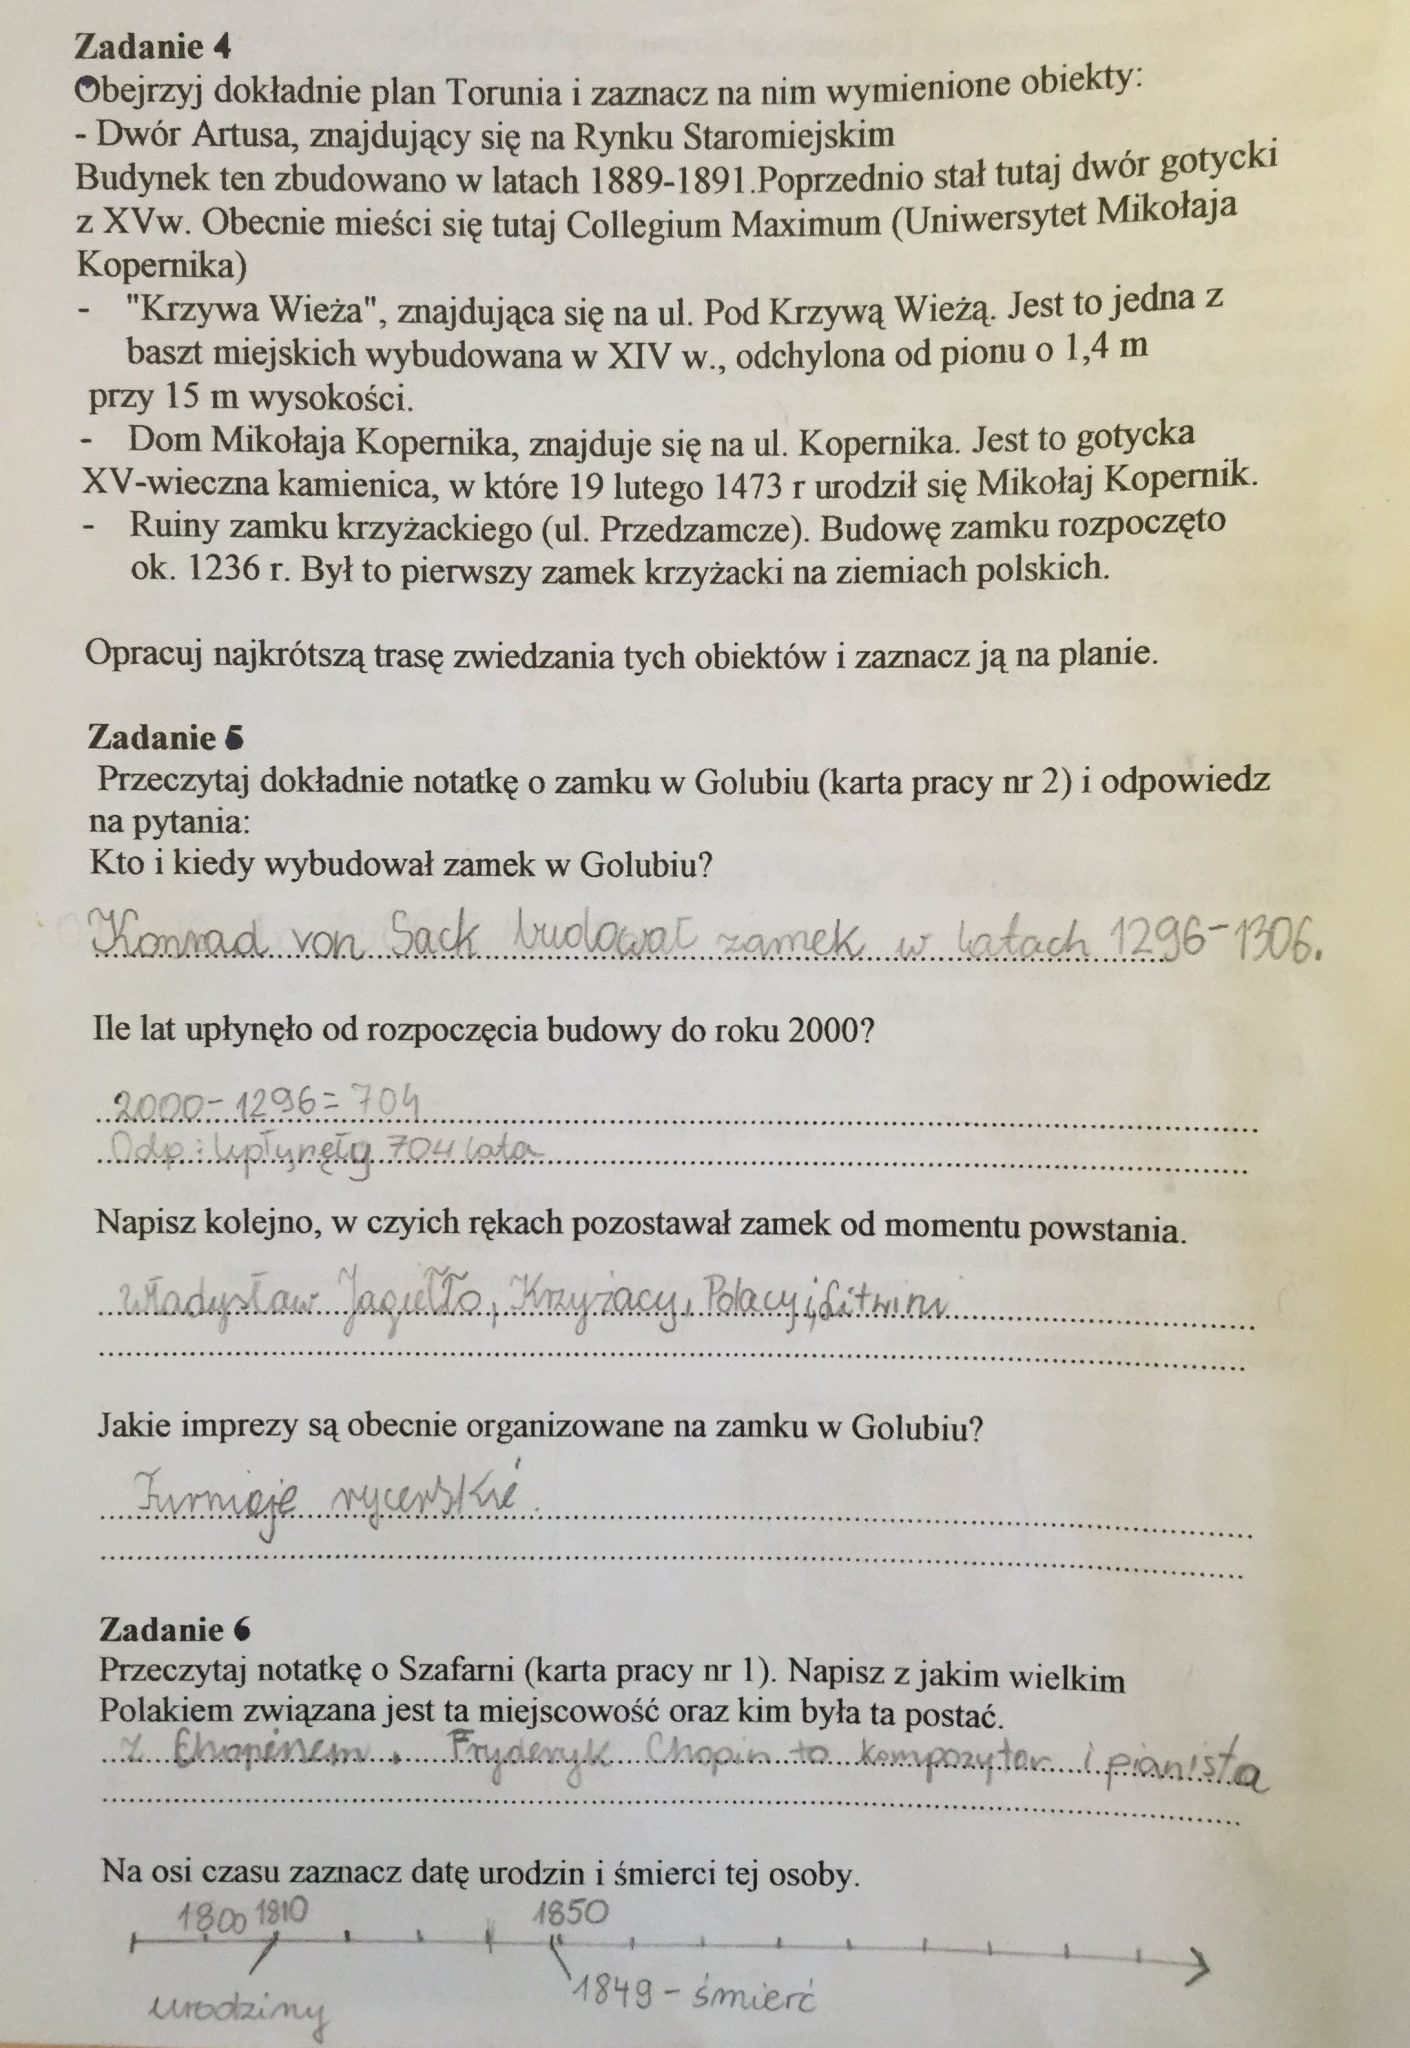 Zadanie 4
Obejrzyj dokładnie plan Torunia i zaznacz na nim wymienione obiekty:
- Dwór Artusa, znajdujący się na Rynku Staromiejskim
Budynek ten zbudowano w latach 1889-1891.Poprzednio stał tutaj dwór gotycki
z XVw. Obecnie mieści się tutaj Collegium Maximum (Uniwersytet Mikołaja
Kopernika)
- "Krzywa Wieża", znajdująca się na ul. Pod Krzywą Wieżą. Jest to jedna z
baszt miejskich wybudowana w XIV w., odchylona od pionu o 1,4 m
przy 15 m wysokości.
- Dom Mikołaja Kopernika, znajduje się na ul. Kopernika. Jest to gotycka
XV-wieczna kamienica, w które 19 lutego 1473 r urodził się Mikołaj Kopernik.
- Ruiny zamku krzyżackiego (ul. Przedzamcze). Budowę zamku rozpoczęto
ok. 1236 r. Był to pierwszy zamek krzyżacki na ziemiach polskich.
Opracuj najkrótszą trasę zwiedzania tych obiektów i zaznacz ją na planie.
Zadanie 5
Przeczytaj dokładnie notatkę o zamku w Golubiu (karta pracy nr 2) i odpowiedz
na pytania:
Kto i kiedy wybudował zamek w Golubiu?
Konrad von Sack budował zamek w latach 1296-1306.
Ile lat upłynęło od rozpoczęcia budowy do roku 2000?
2000-1296=704
Odp: Upłynęły 704 lata
Napisz kolejno, w czyich rękach pozostawał zamek od momentu powstania.
Władysław Jagiełło, Krzyżacy, Polacy i Litwini
Jakie imprezy są obecnie organizowane na zamku w Golubiu?
Turnieje rycerskie.
Zadanie 6
Przeczytaj notatkę o Szafarni (karta pracy nr 1). Napisz z jakim wielkim
Polakiem związana jest ta miejscowość oraz kim była ta postać.
Z Chopinem. Fryderyk Chopin to kompozytor i pianista
Na osi czasu zaznacz datę urodzin i śmierci tej osoby.
1800 1810 1850
urodziny 1849 - śmierć